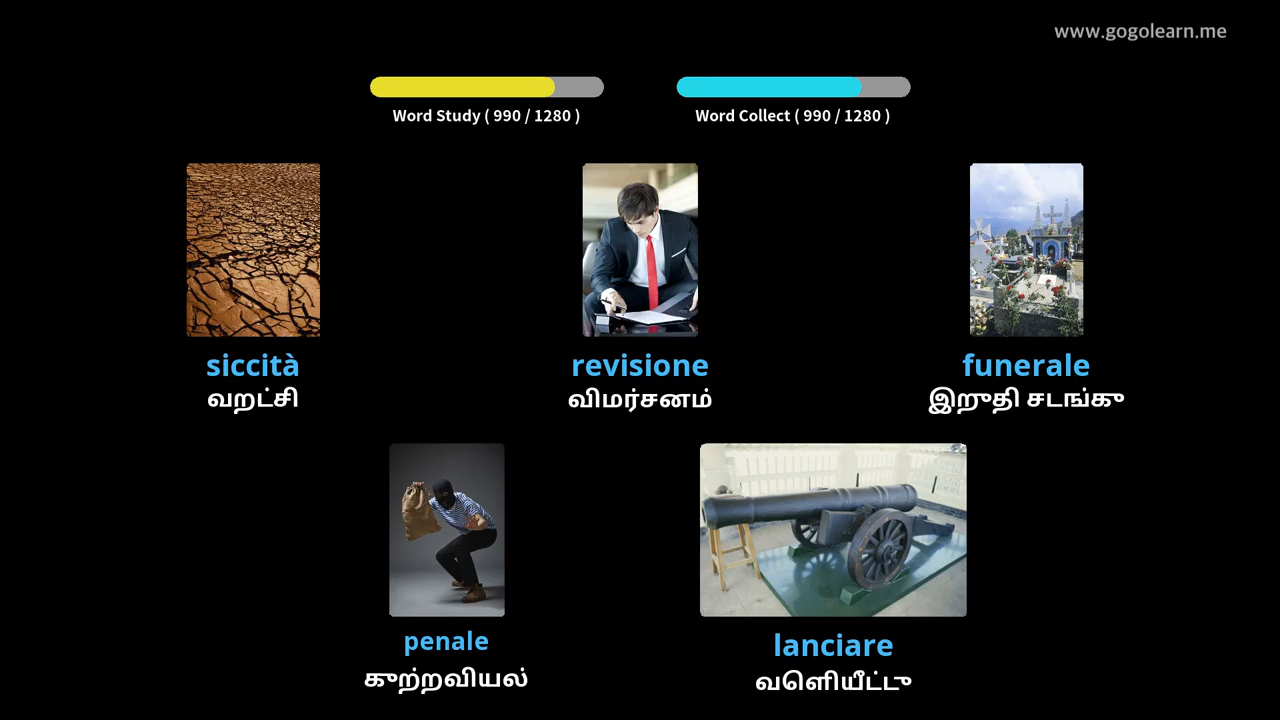 www.gogolearn.me
Word Study ( 990 / 1280 )
Word Collect ( 990 / 1280 )
siccità
வறட்சி
revisione
விமர்சனம்
funerale
இறுதி சடங்கு
penale
குற்றவியல்
lanciare
வெளியீட்டு